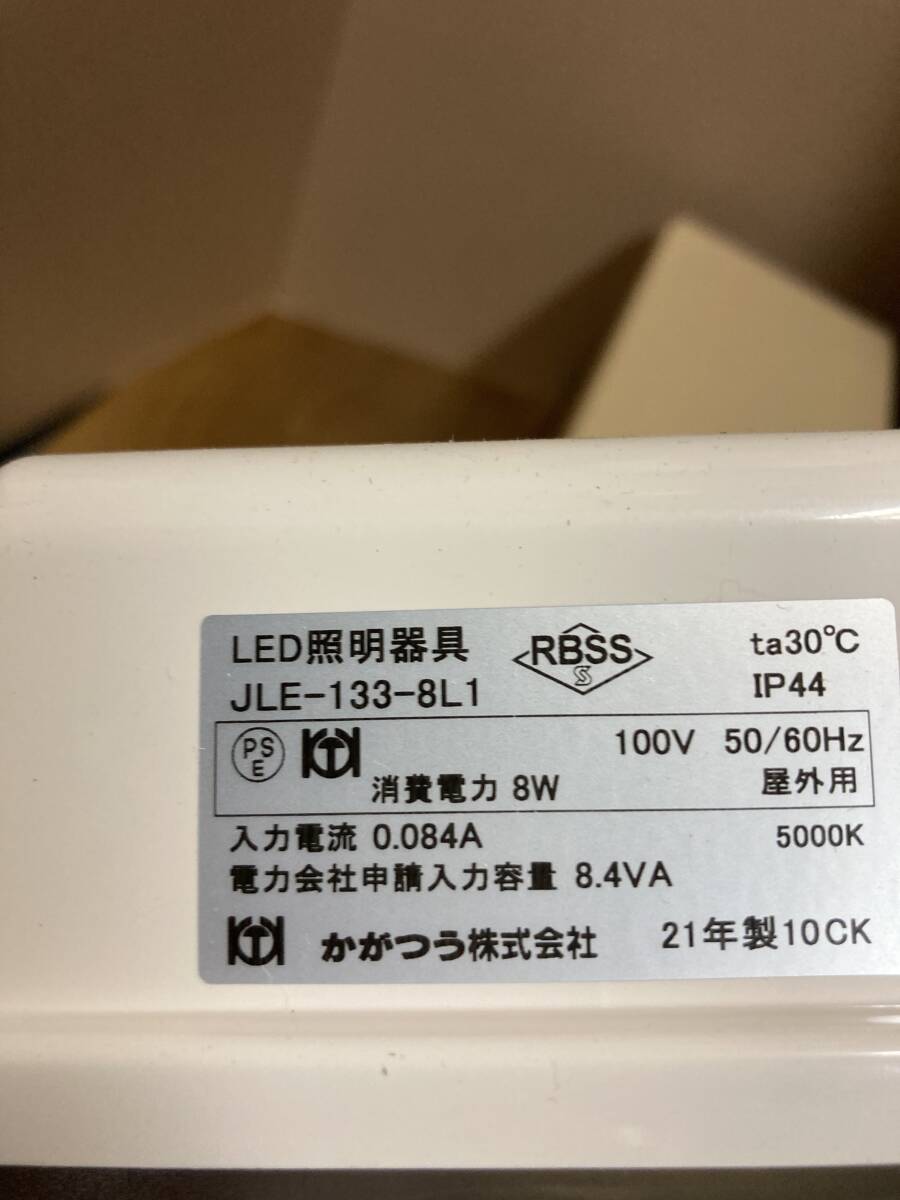 LED照明器具 RBSS S ta30℃
JLE-133-8L1 IP44
PS E 100V 50/60Hz
消費電力 8W 屋外用
入力電流 0.084A 5000K
電力会社申請入力容量 8.4VA
かがつう株式会社 21年製10CK